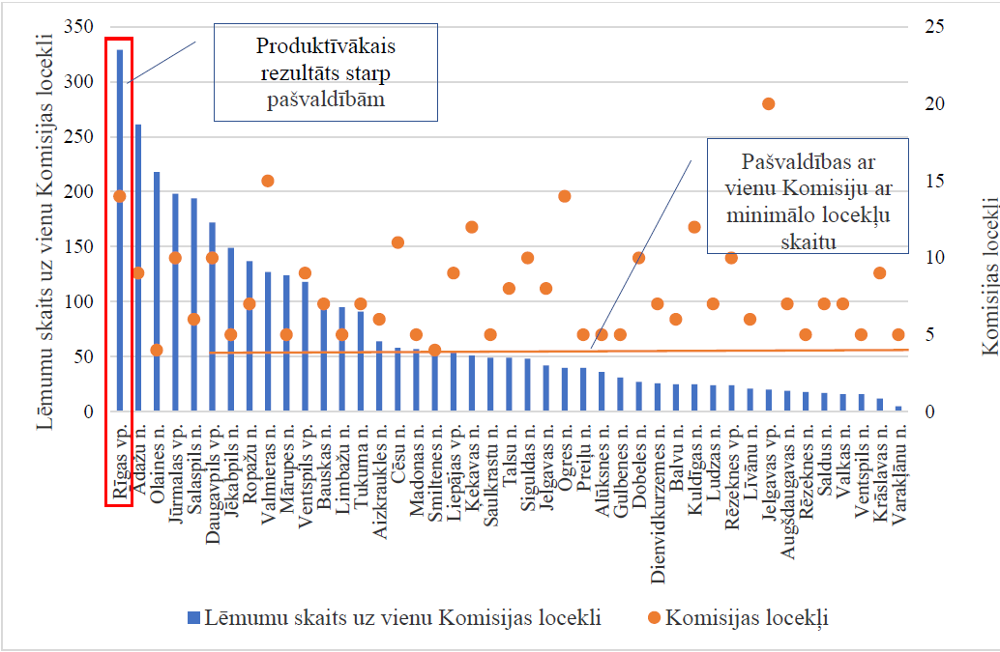 Lēmumu skaits uz vienu Komisijas locekli
350
300
250
200
150
100
50
0
Produktīvākais
rezultāts starp
pašvaldībām
Pašvaldības ar
vienu Komisiju ar
minimālo locekļu
skaitu
25
20
15
10
5
0
Komisijas locekļi
Rīgas vp.
Ādažu n.
Olaines n.
Jūrmalas vp.
Salaspils n.
Daugavpils vp.
Jēkabpils n.
Ropažu n.
Valmieras n.
Mārupes n.
Ventspils vp.
Bauskas n.
Limbažu n.
Tukuma n.
Aizkraukles n.
Cēsu n.
Madonas n.
Smiltenes n.
Liepājas vp.
Ķekavas n.
Saulkrastu n.
Talsu n.
Siguldas n.
Jelgavas n.
Ogres n.
Preiļu n.
Alūksnes n.
Gulbenes n.
Dobeles n.
Dienvidkurzemes n.
Balvu n.
Kuldīgas n.
Ludzas n.
Rēzeknes vp.
Līvānu n.
Jelgavas vp.
Augšdaugavas n.
Rēzeknes n.
Saldus n.
Valkas n.
Ventspils n.
Krāslavas n.
Varakļānu n.
Lēmumu skaits uz vienu Komisijas locekli
Komisijas locekļi